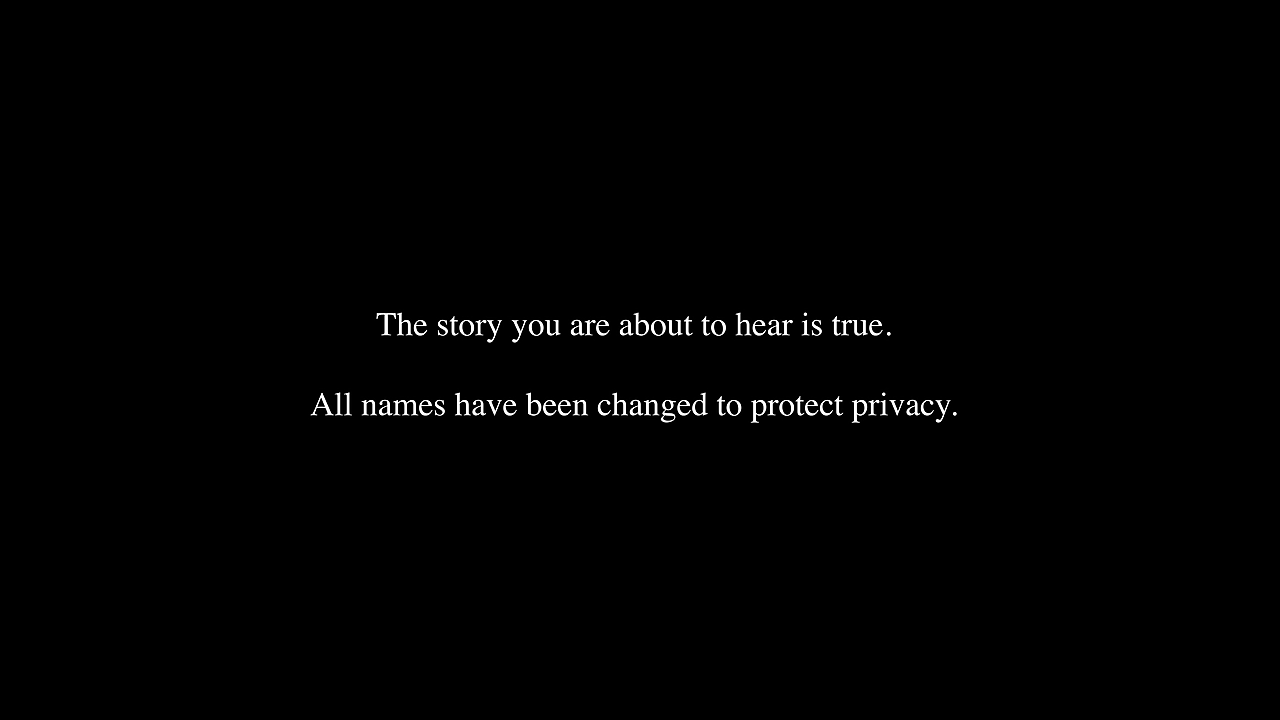 The story you are about to hear is true.
All names have been changed to protect privacy.